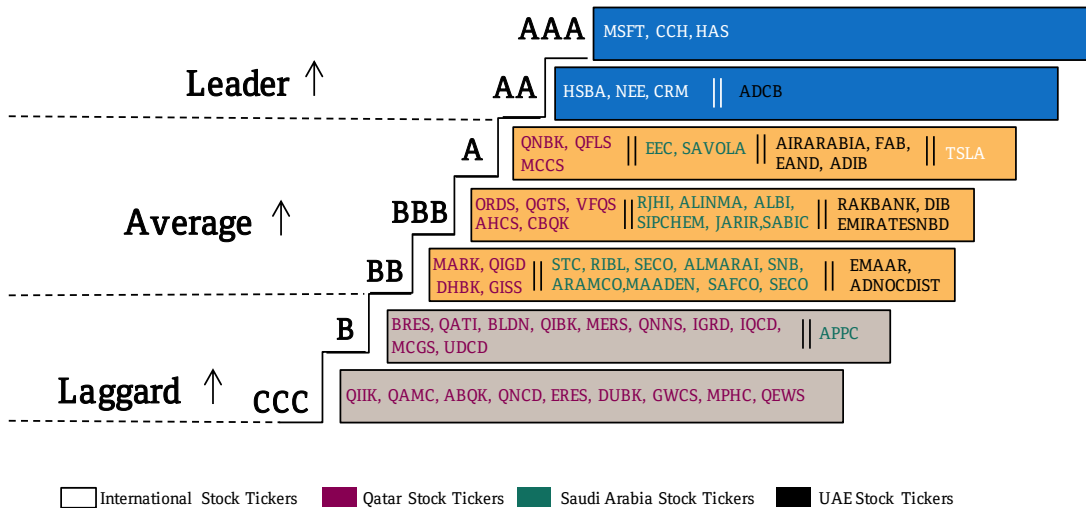 AAA
MSFT, CCH, HAS
Leader ↑
AA
HSBA, NEE, CRM || ADCB
A
QNBK, QFLS || EEC, SAVOLA || AIRARABIA, FAB, || TSLA
MCCS EAND, ADIB
Average ↑
BBB
ORDS, QGTS, VFQS || RJHI, ALINMA, ALBI, || RAKBANK, DIB
AHCS, CBQK SIPCHEM, JARIR,SABIC EMIRATESNBD
BB
MARK, QIGD || STC, RIBL, SECO, ALMARAI, SNB, || EMAAR,
DHBK, GISS ARAMCO,MAADEN, SAFCO, SECO ADNOCDIST
B
BRES, QATI, BLDN, QIBK, MERS, QNNS, IGRD, IQCD, || APPC
MCGS, UDCD
Laggard ↑
CCC
QIIK, QAMC, ABQK, QNCD, ERES, DUBK, GWCS, MPHC, QEWS
International Stock Tickers Qatar Stock Tickers Saudi Arabia Stock Tickers UAE Stock Tickers